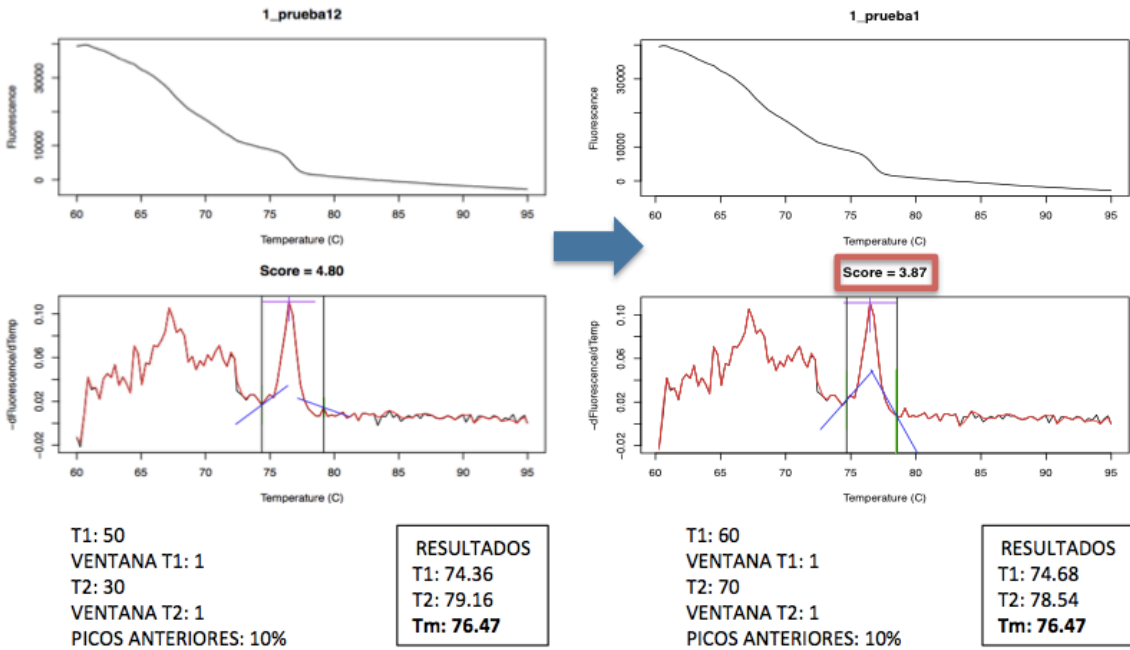 1_prueba12
Fluorescence
30000
10000
0
60 65 70 75 80 85 90 95
Temperature (C)
Score = 4.80
-dFluorescence/dTemp
0.10
0.06
0.02
-0.02
60 65 70 75 80 85 90 95
Temperature (C)
T1: 50
VENTANA T1: 1
T2: 30
VENTANA T2: 1
PICOS ANTERIORES: 10%
RESULTADOS
T1: 74.36
T2: 79.16
Tm: 76.47
1_prueba1
Fluorescence
30000
10000
0
60 65 70 75 80 85 90 95
Temperature (C)
Score = 3.87
-dFluorescence/dTemp
0.10
0.06
0.02
-0.02
60 65 70 75 80 85 90 95
Temperature (C)
T1: 60
VENTANA T1: 1
T2: 70
VENTANA T2: 1
PICOS ANTERIORES: 10%
RESULTADOS
T1: 74.68
T2: 78.54
Tm: 76.47